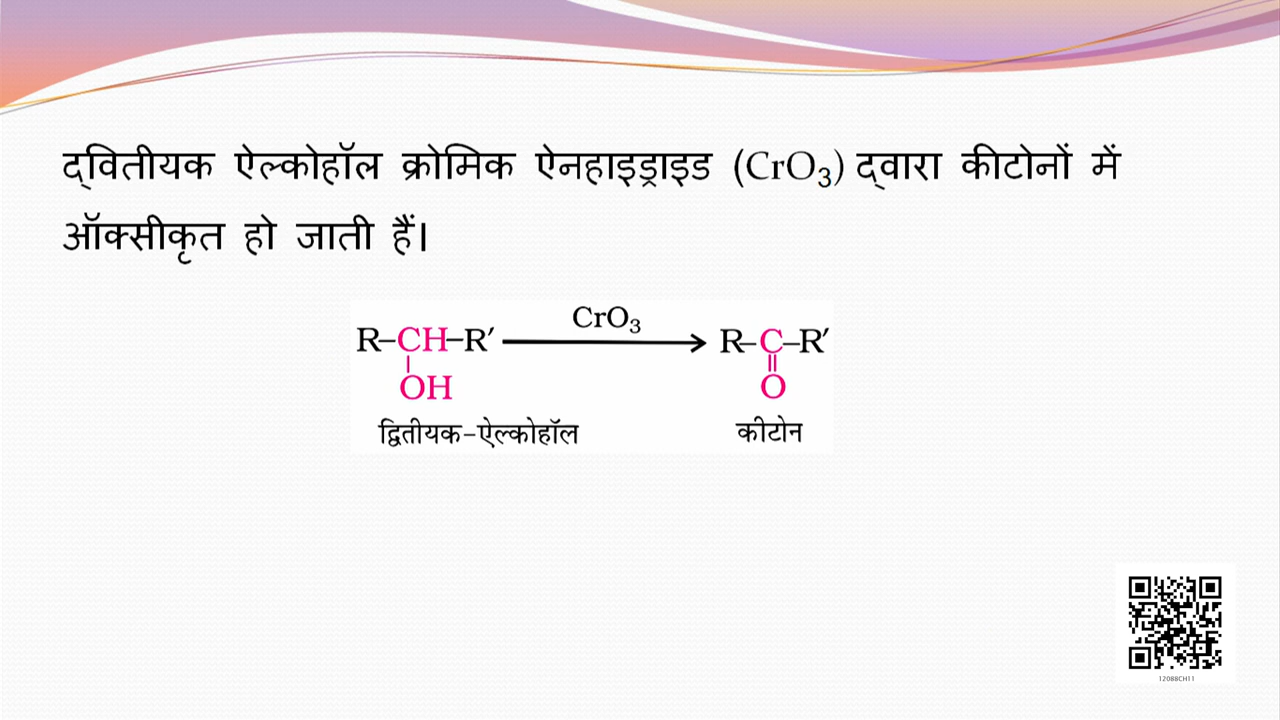 द्वितीयक ऐल्कोहॉल क्रोमिक ऐनहाइड्राइड (CrO₃) द्वारा कीटोनों में
ऑक्सीकृत हो जाती हैं।
CrO₃
R–CH–R′ R–C–R′
OH O
द्वितीयक–ऐल्कोहॉल कीटोन
12088CH11